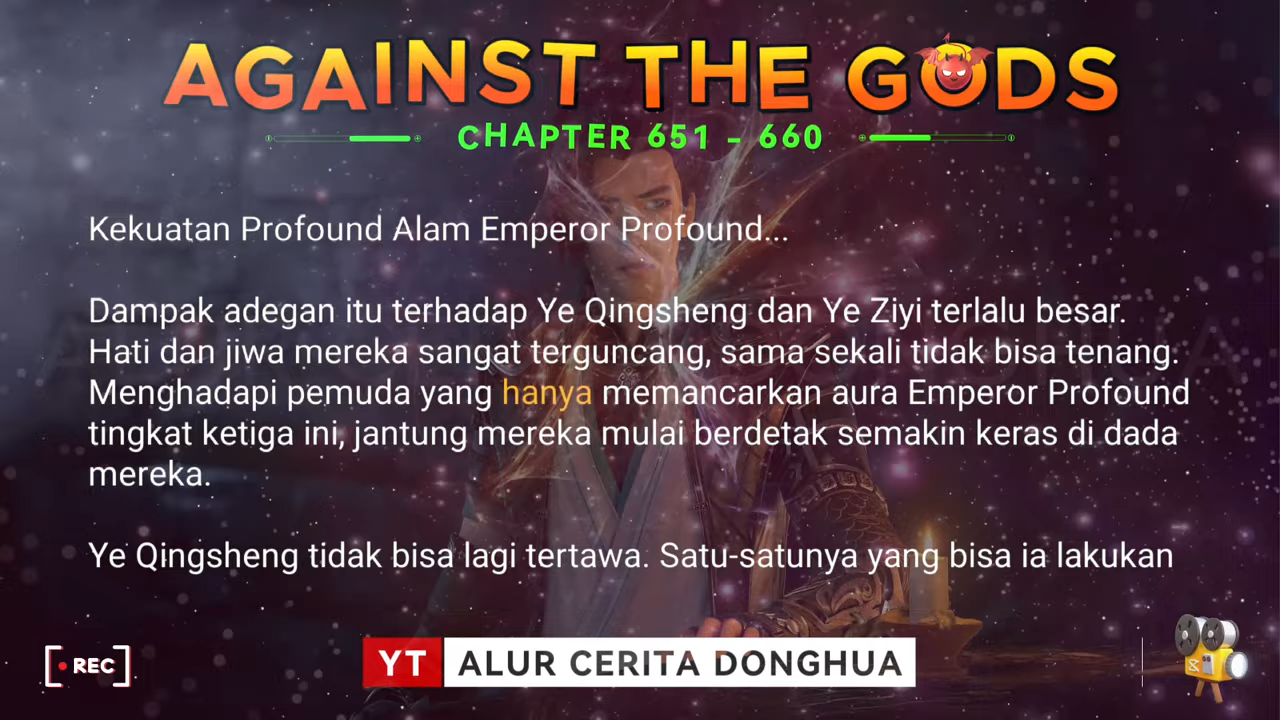 AGAINST THE GODS
CHAPTER 651 - 660
Kekuatan Profound Alam Emperor Profound...
Dampak adegan itu terhadap Ye Qingsheng dan Ye Ziyi terlalu besar.
Hati dan jiwa mereka sangat terguncang, sama sekali tidak bisa tenang.
Menghadapi pemuda yang hanya memancarkan aura Emperor Profound
tingkat ketiga ini, jantung mereka mulai berdetak semakin keras di dada
mereka.
Ye Qingsheng tidak bisa lagi tertawa. Satu-satunya yang bisa ia lakukan
REC
YT ALUR CERITA DONGHUA